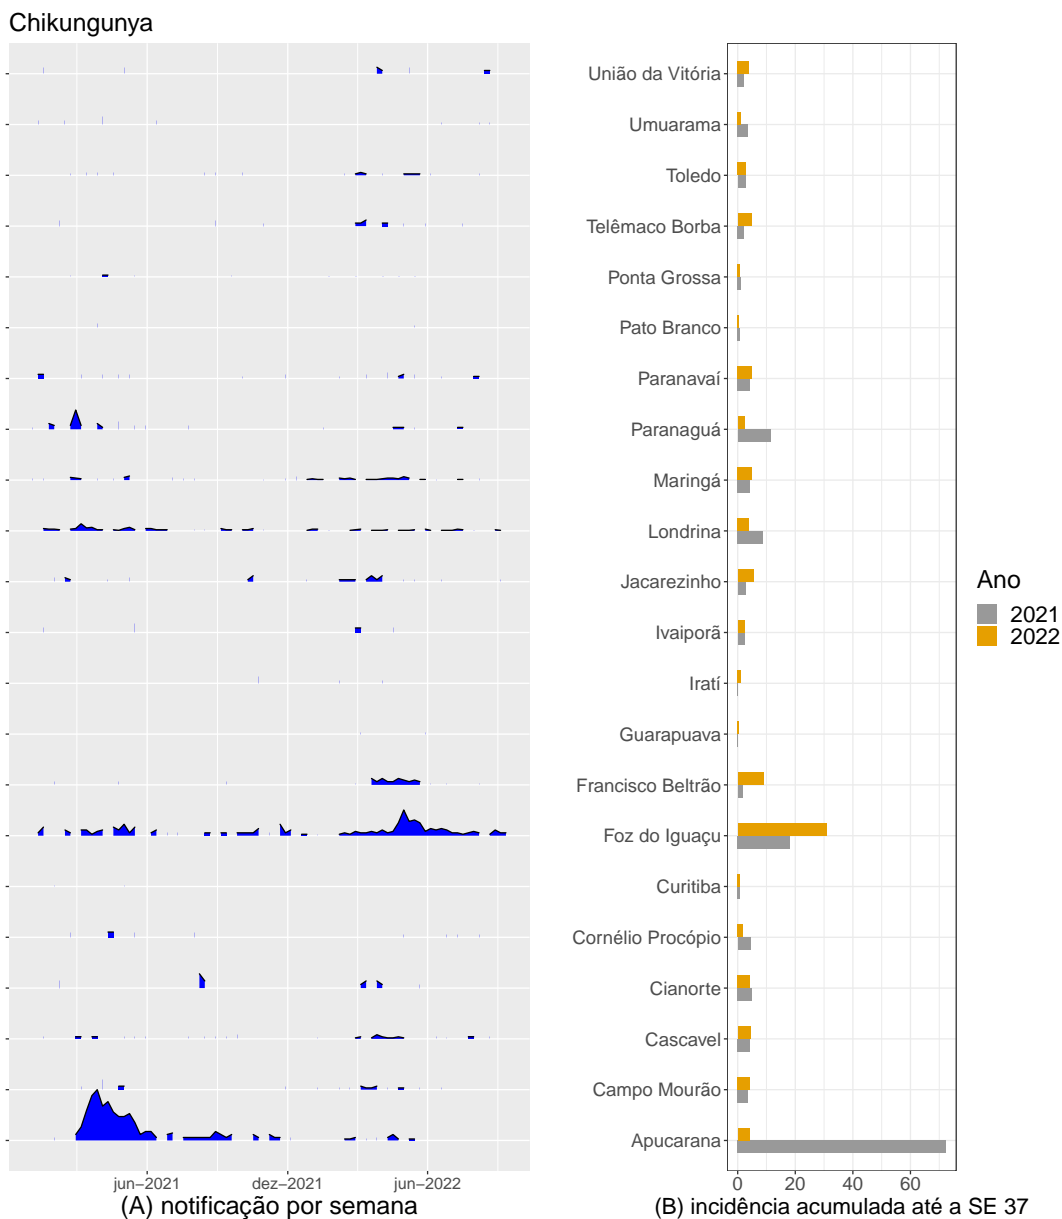 Chikungunya
União da Vitória
Umuarama
Toledo
Telêmaco Borba
Ponta Grossa
Pato Branco
Paranavaí
Paranaguá
Maringá
Londrina
Jacarezinho
Ivaiporã
Iratí
Guarapuava
Francisco Beltrão
Foz do Iguaçu
Curitiba
Cornélio Procópio
Cianorte
Cascavel
Campo Mourão
Apucarana
Ano
2021
2022
jun−2021 dez−2021 jun−2022
0 20 40 60
(A) notificação por semana
(B) incidência acumulada até a SE 37